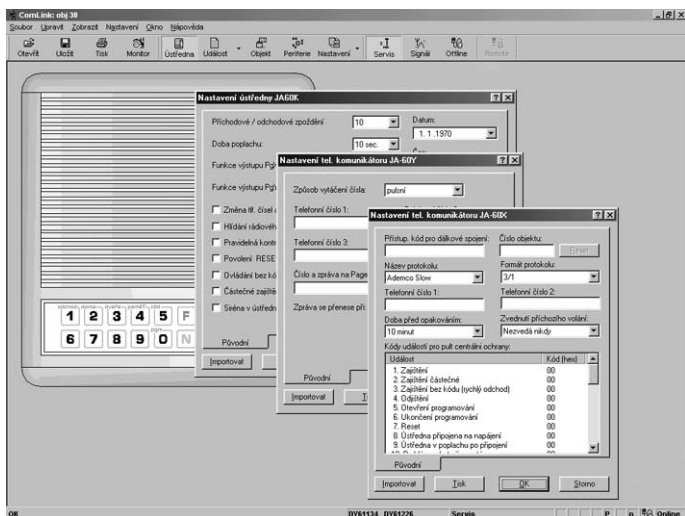 ComLink: obj 30
Soubor Upravit Zobrazit Nastavení Okno Nápověda
Otevřít Uložit Tisk Monitor Ústředna Událost Objekt Periferie Nastavení Servis Signál Offline Remote
Nastavení ústředny JA60K
Příchodové / odchodové zpoždění 10 Datum:
1. 1.1970
Doba poplachu: 10 sec.
Funkce výstupu
Funkce výstupu
Změna tř. čísel
Hlídání rádiového
Pravidelná kontr
Povolení RESE
Ovládání bez kó
Částečné zajiště
Siréna v ústředn
Původní
Importovat
Nastavení tel. komunikátoru JA-60Y
Způsob vytáčení čísla: pulsní
Telefonní číslo 1:
Telefonní číslo 3:
Číslo a zpráva na Page
Zpráva se přenese při:
Původní
Importovat
Nastavení tel. komunikátoru JA-60X
Přístup. kód pro dálkové spojení: Číslo objektu:
Reset
Název protokolu: Formát protokolu:
Ademco Slow 3/1
Telefonní číslo 1: Telefonní číslo 2:
Doba před opakováním: Zvednutí příchozího volání:
10 minut Nezvedá nikdy
Kódy událostí pro pult centrální ochrany:
Událost Kód (hex)
1. Zajištění 00
2. Zajištění částečné 00
3. Zajištění bez kódu (rychlý odchod) 00
4. Odjištění 00
5. Otevření programování 00
6. Ukončení programování 00
7. Reset 00
8. Ústředna připojena na napájení 00
9. Ústředna v poplachu po připojení 00
Původní
Importovat Tisk OK Storno
1 2 3 4 5 F
6 7 8 9 0 N
OK DY61134 DY61226 Servis P p Online